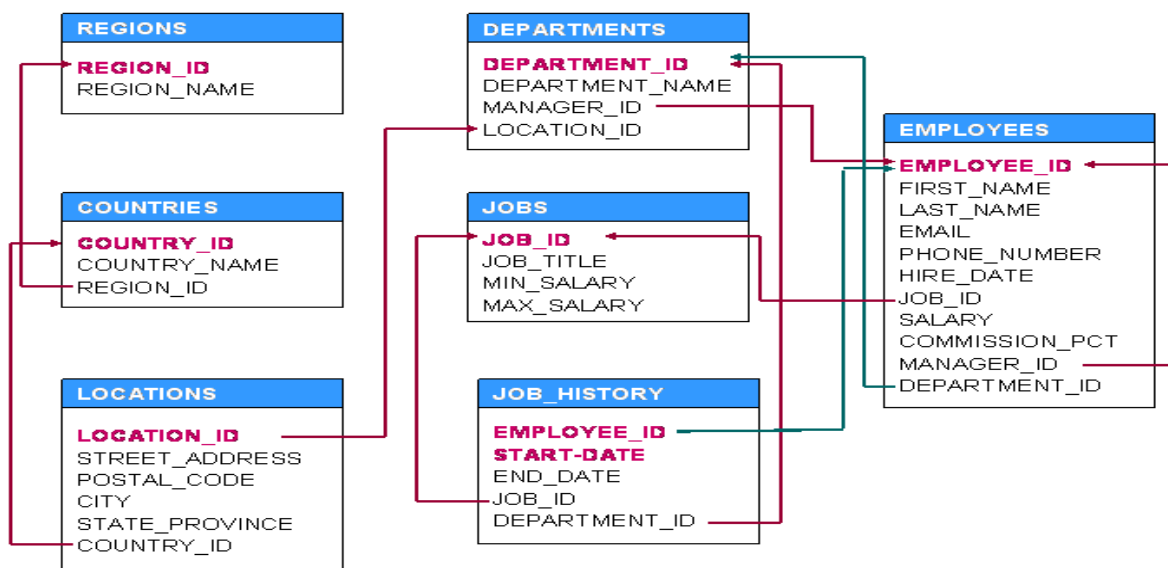 REGIONS
REGION_ID
REGION_NAME
COUNTRIES
COUNTRY_ID
COUNTRY_NAME
REGION_ID
LOCATIONS
LOCATION_ID
STREET_ADDRESS
POSTAL_CODE
CITY
STATE_PROVINCE
COUNTRY_ID
DEPARTMENTS
DEPARTMENT_ID
DEPARTMENT_NAME
MANAGER_ID
LOCATION_ID
JOBS
JOB_ID
JOB_TITLE
MIN_SALARY
MAX_SALARY
JOB_HISTORY
EMPLOYEE_ID
START-DATE
END_DATE
JOB_ID
DEPARTMENT_ID
EMPLOYEES
EMPLOYEE_ID
FIRST_NAME
LAST_NAME
EMAIL
PHONE_NUMBER
HIRE_DATE
JOB_ID
SALARY
COMMISSION_PCT
MANAGER_ID
DEPARTMENT_ID